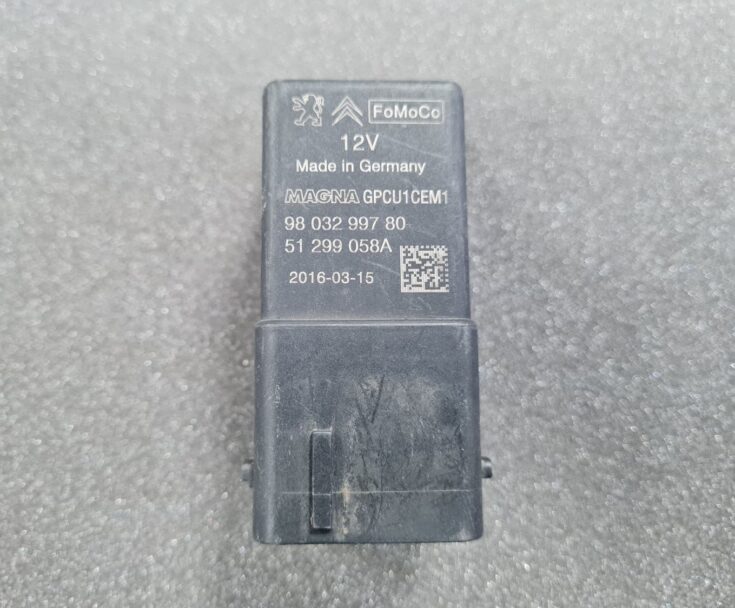 FoMoCo
12V
Made in Germany
MAGNA GPCU1CEM1
98 032 997 80
51 299 058A
2016-03-15